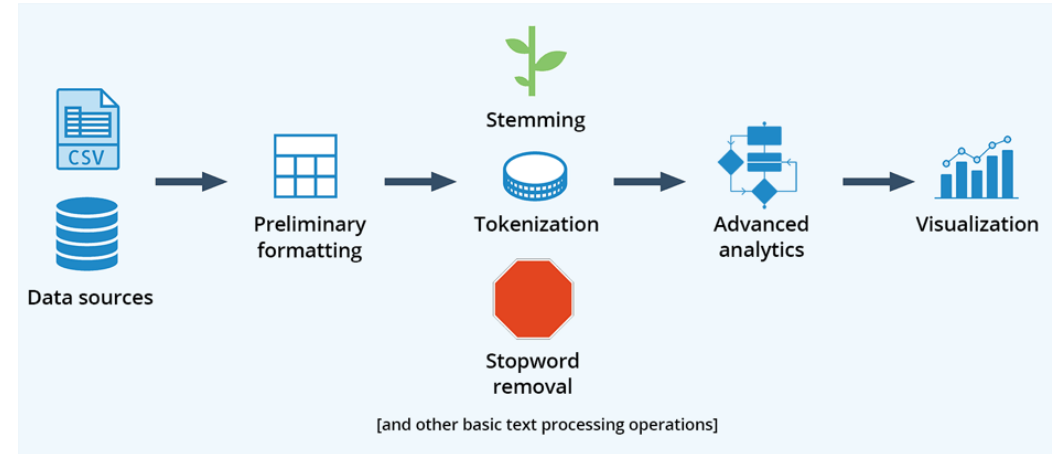 CSV
Data sources
Preliminary
formatting
Stemming
Tokenization
Stopword
removal
[and other basic text processing operations]
Advanced
analytics
Visualization